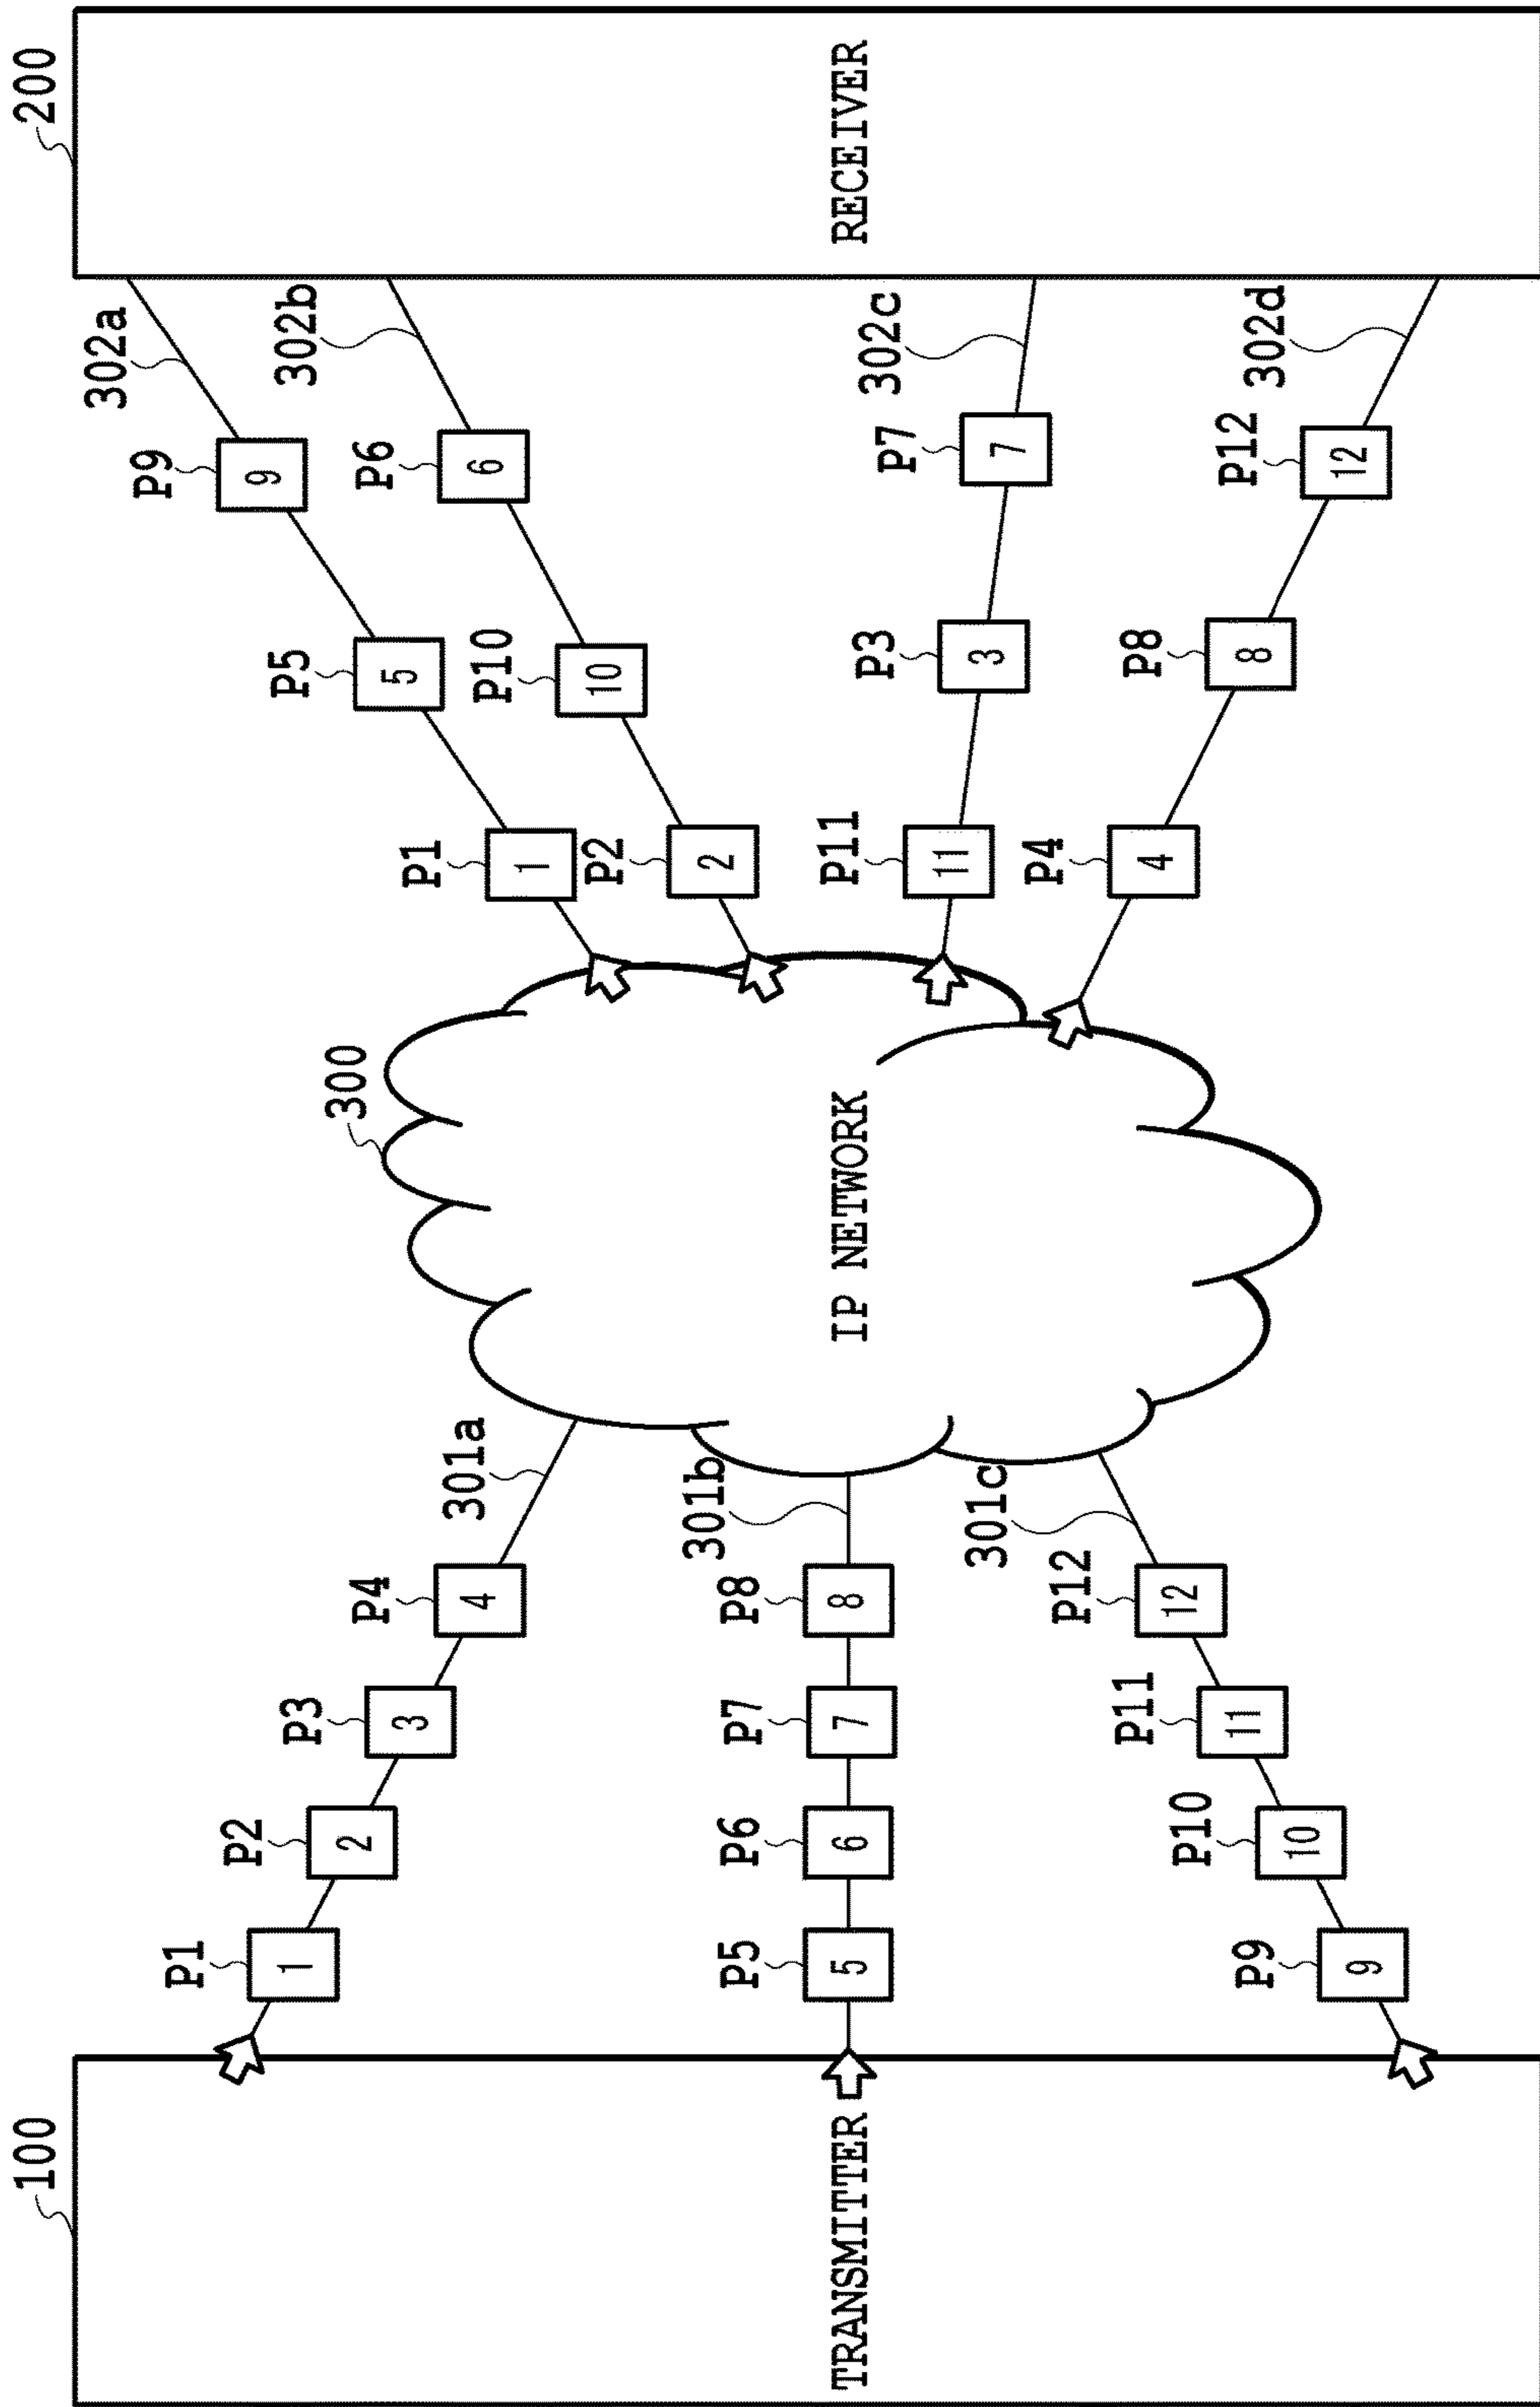 100
TRANSMITTER
P1
1
P2
2
P3
3
P4
4
301a
P5
5
P6
6
P7
7
P8
8
301b
P9
9
P10
10
P11
11
P12
12
301c
300
IP NETWORK
P1
1
P5
5
P9
9
302a
P2
2
P10
10
P6
6
302b
P11
11
P3
3
P7
7
302c
P4
4
P8
8
P12
12
302d
200
RECEIVER